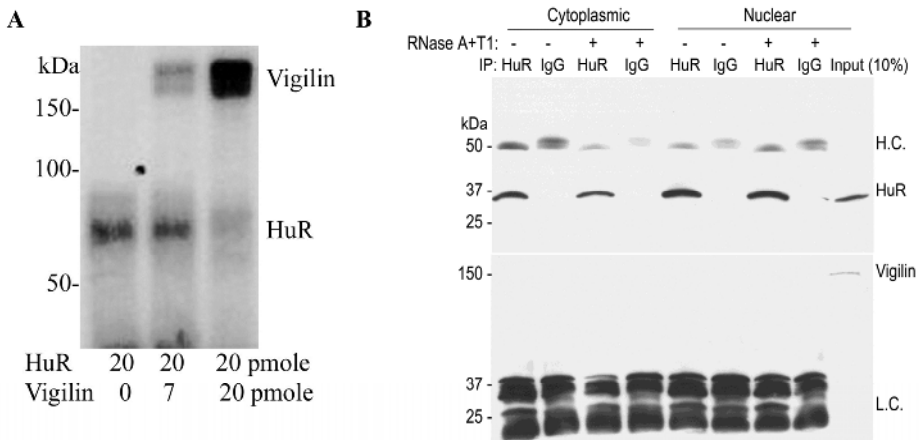 A
kDa
150-
100-
50-
Vigilin
HuR
HuR 20 20 20 pmole
Vigilin 0 7 20 pmole
B
Cytoplasmic Nuclear
RNase A+T1: - - + + - - + +
IP: HuR IgG HuR IgG HuR IgG HuR IgG Input (10%)
kDa
50 - H.C.
37 - HuR
25 -
150 - Vigilin
37 -
25 - L.C.